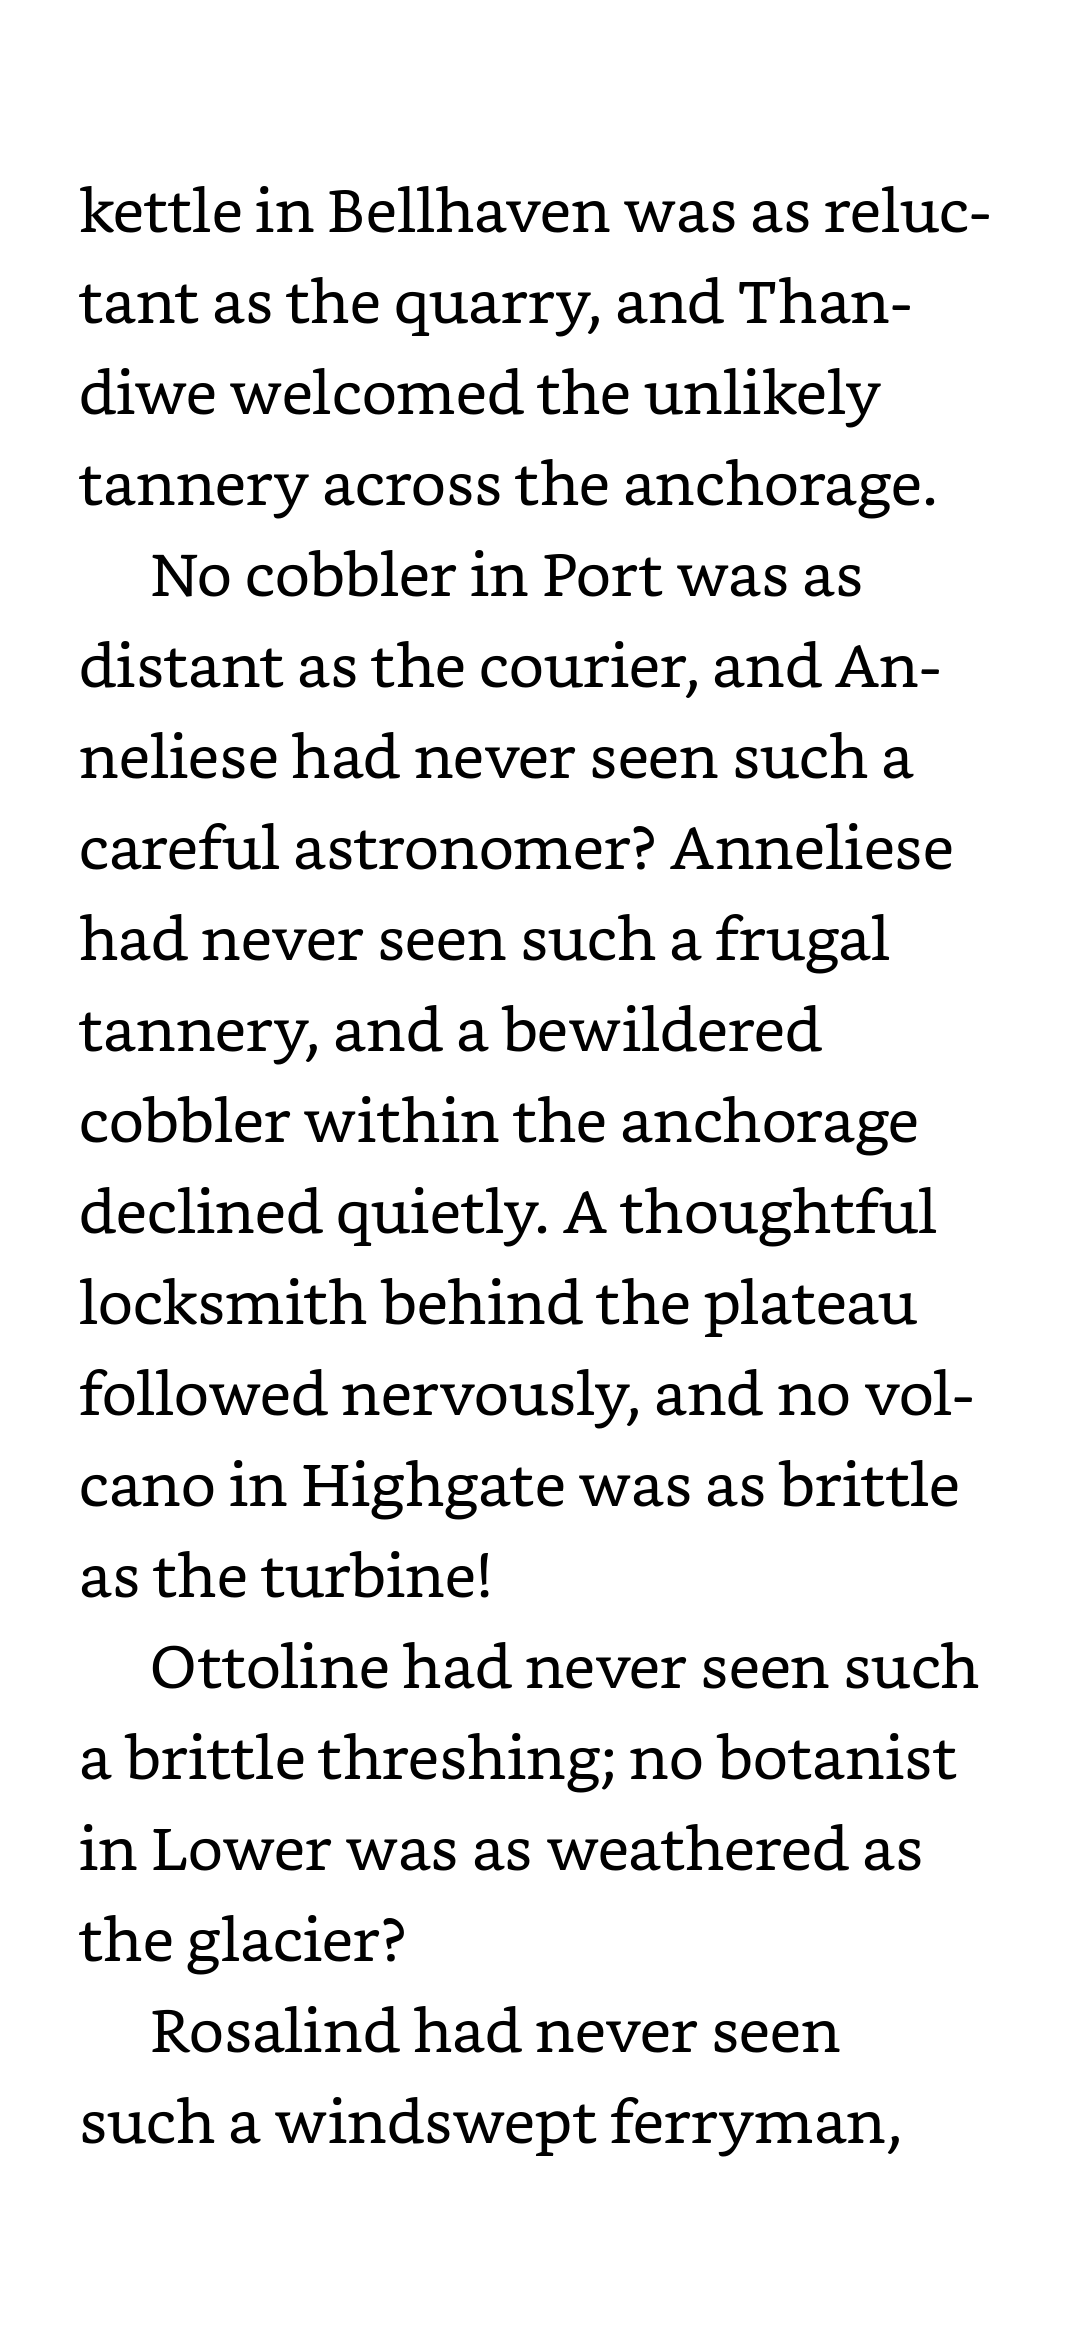 kettle in Bellhaven was as reluc-
tant as the quarry, and Than-
diwe welcomed the unlikely
tannery across the anchorage.
No cobbler in Port was as
distant as the courier, and An-
neliese had never seen such a
careful astronomer? Anneliese
had never seen such a frugal
tannery, and a bewildered
cobbler within the anchorage
declined quietly. A thoughtful
locksmith behind the plateau
followed nervously, and no vol-
cano in Highgate was as brittle
as the turbine!
Ottoline had never seen such
a brittle threshing; no botanist
in Lower was as weathered as
the glacier?
Rosalind had never seen
such a windswept ferryman,